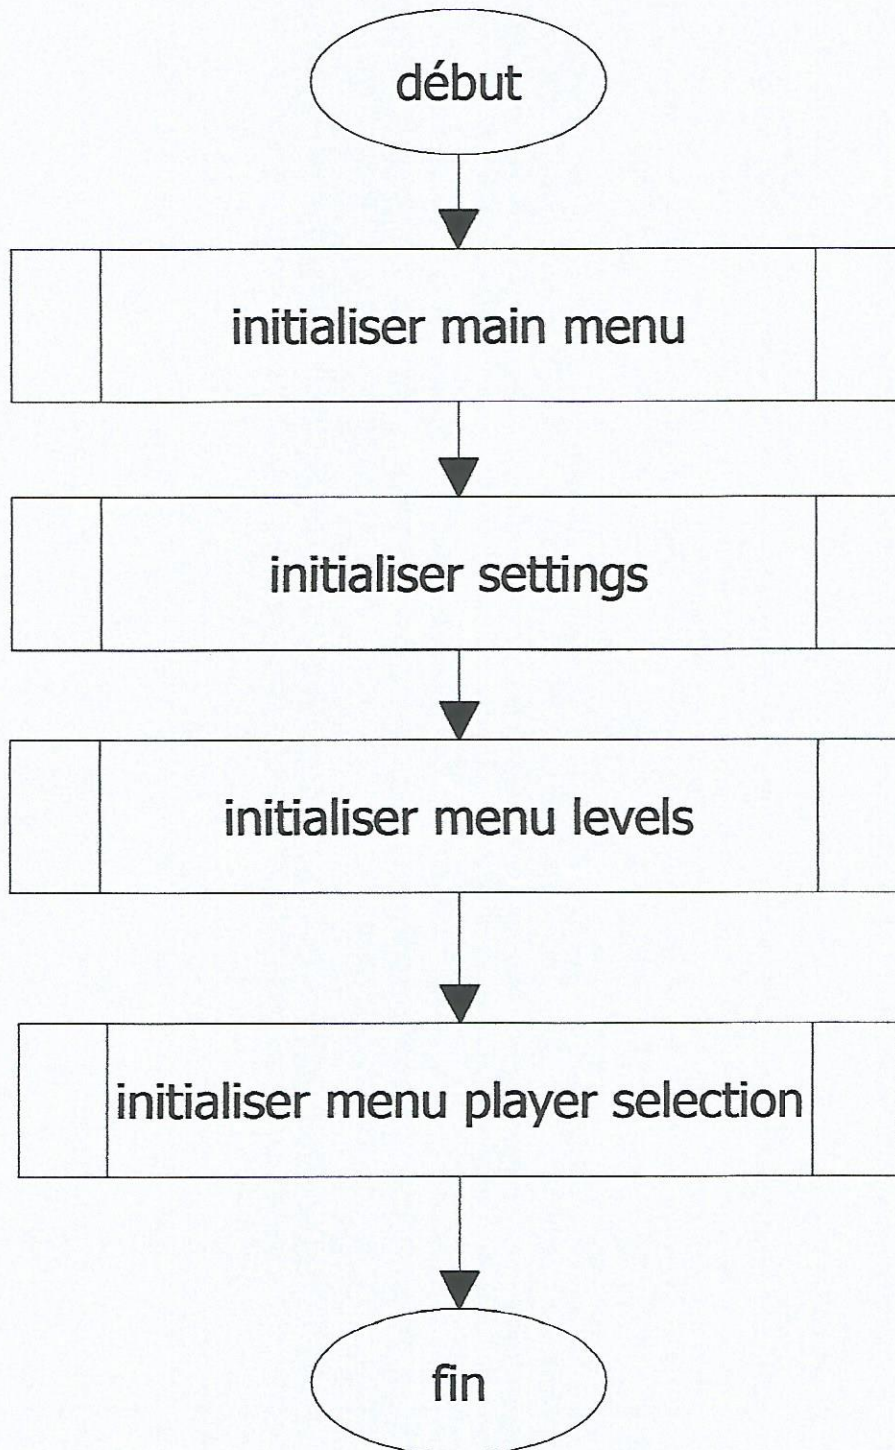 début
initialiser main menu
initialiser settings
initialiser menu levels
initialiser menu player selection
fin